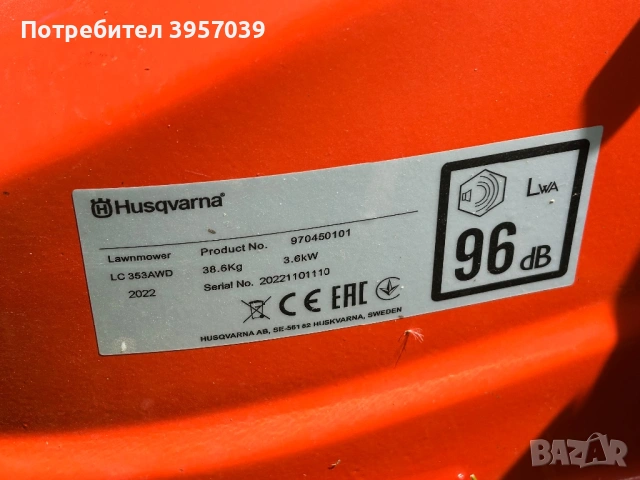 Потребител 3957039
Husqvarna®
Lawnmower Product No. 970450101
LC 353AWD 38.6Kg 3.6kW
2022 Serial No. 20221101110
CE EAC
HUSQVARNA AB, SE-561 82 HUSKVARNA, SWEDEN
LWA
96 dB
BAZAR